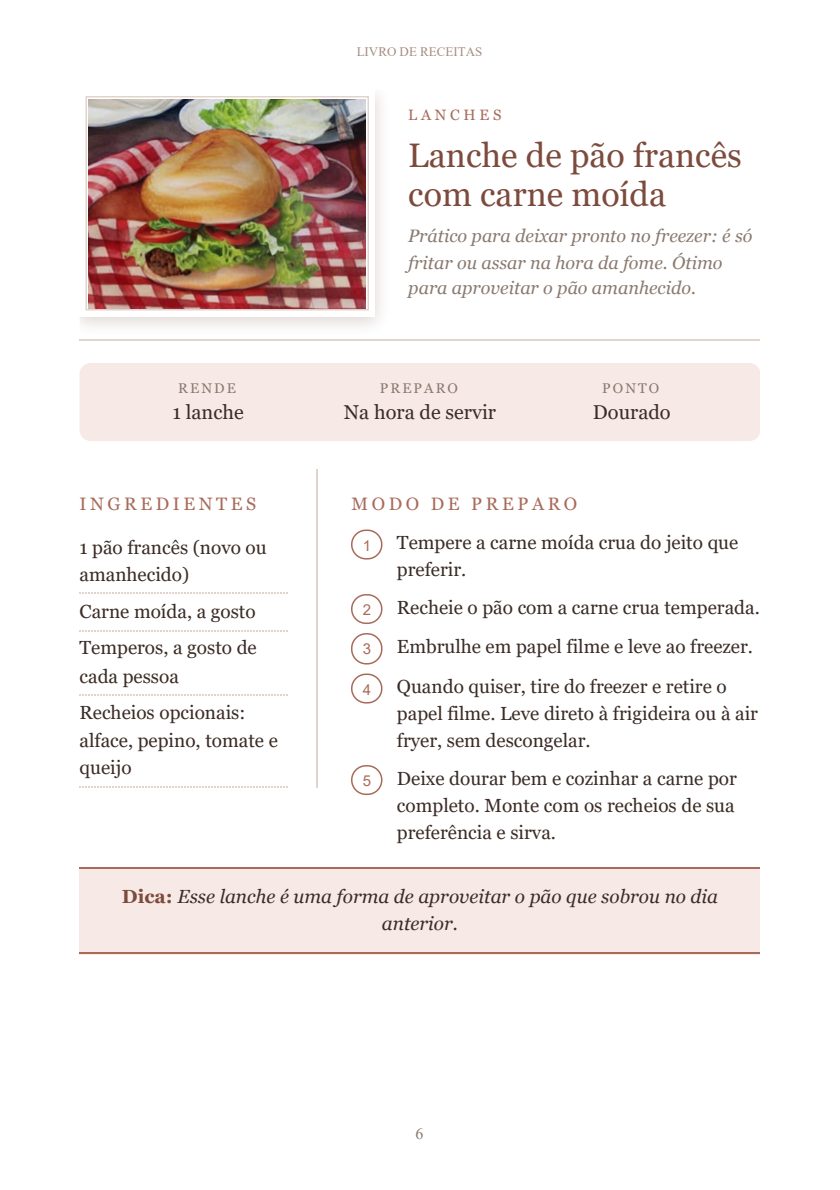 LIVRO DE RECEITAS
LANCHES
Lanche de pão francês
com carne moída
Prático para deixar pronto no freezer: é só
fritar ou assar na hora da fome. Ótimo
para aproveitar o pão amanhecido.
RENDE
1 lanche
PREPARO
Na hora de servir
PONTO
Dourado
INGREDIENTES
1 pão francês (novo ou
amanhecido)
Carne moída, a gosto
Temperos, a gosto de
cada pessoa
Recheios opcionais:
alface, pepino, tomate e
queijo
MODO DE PREPARO
1 Tempere a carne moída crua do jeito que
preferir.
2 Recheie o pão com a carne crua temperada.
3 Embrulhe em papel filme e leve ao freezer.
4 Quando quiser, tire do freezer e retire o
papel filme. Leve direto à frigideira ou à air
fryer, sem descongelar.
5 Deixe dourar bem e cozinhar a carne por
completo. Monte com os recheios de sua
preferência e sirva.
Dica: Esse lanche é uma forma de aproveitar o pão que sobrou no dia
anterior.
6